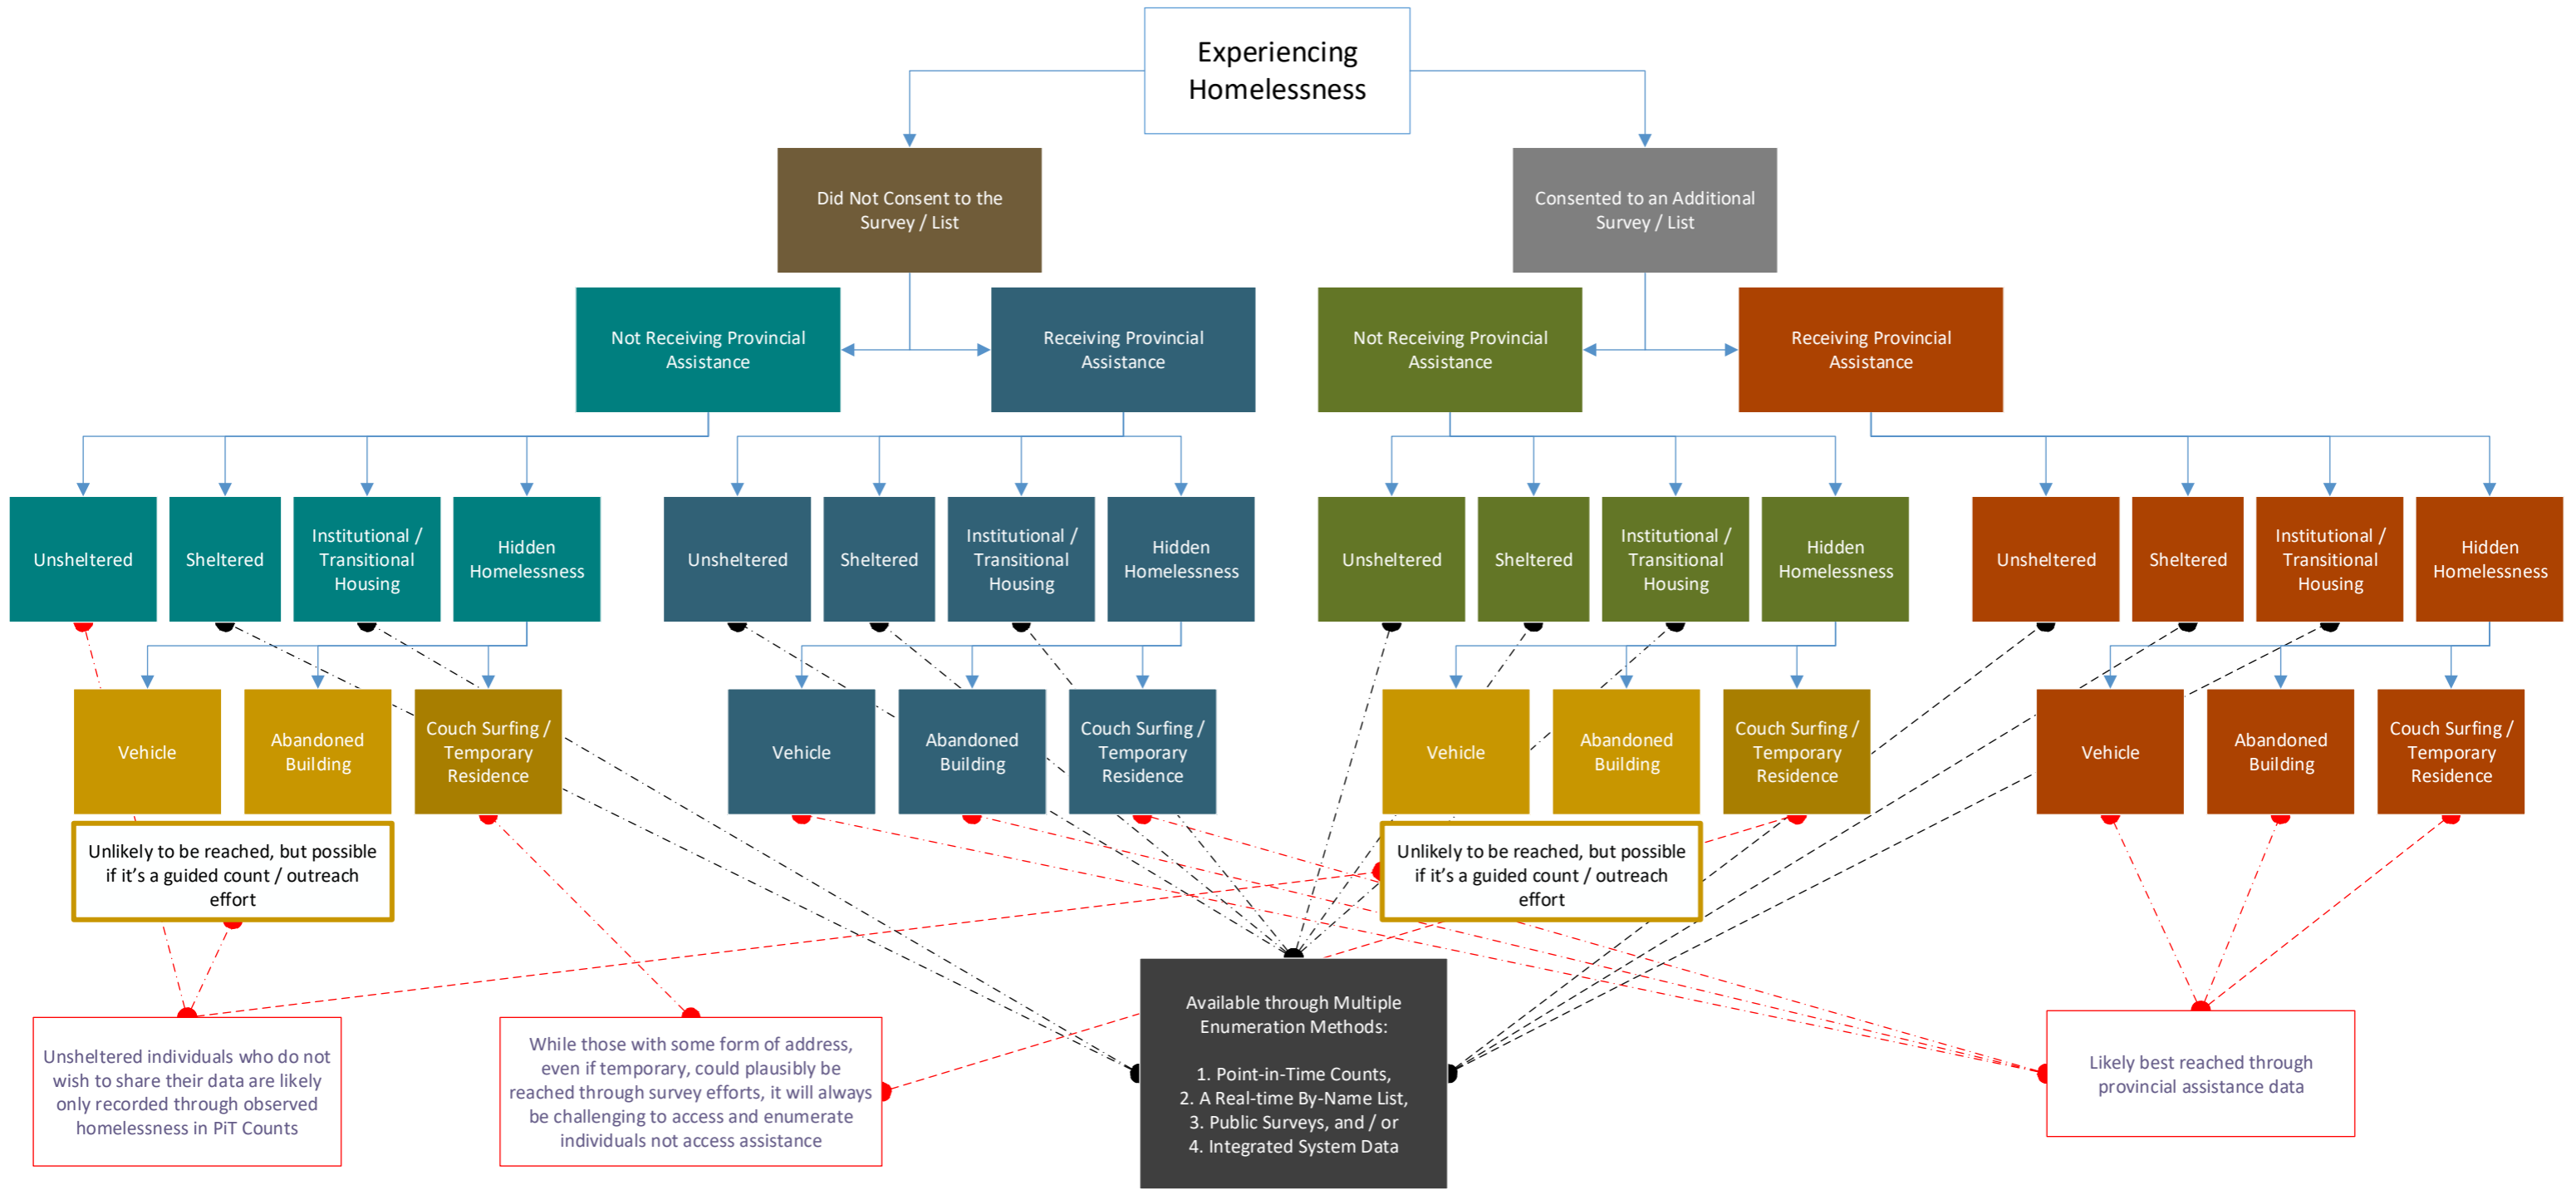 Experiencing
Homelessness
Did Not Consent to the
Survey / List
Consented to an Additional
Survey / List
Not Receiving Provincial
Assistance
Receiving Provincial
Assistance
Not Receiving Provincial
Assistance
Receiving Provincial
Assistance
Unsheltered
Sheltered
Institutional /
Transitional
Housing
Hidden
Homelessness
Unsheltered
Sheltered
Institutional /
Transitional
Housing
Hidden
Homelessness
Unsheltered
Sheltered
Institutional /
Transitional
Housing
Hidden
Homelessness
Unsheltered
Sheltered
Institutional /
Transitional
Housing
Hidden
Homelessness
Vehicle
Abandoned
Building
Couch Surfing /
Temporary
Residence
Vehicle
Abandoned
Building
Couch Surfing /
Temporary
Residence
Vehicle
Abandoned
Building
Couch Surfing /
Temporary
Residence
Vehicle
Abandoned
Building
Couch Surfing /
Temporary
Residence
Unlikely to be reached, but possible
if it's a guided count / outreach
effort
Unlikely to be reached, but possible
if it's a guided count / outreach
effort
Unsheltered individuals who do not
wish to share their data are likely
only recorded through observed
homelessness in PiT Counts
While those with some form of address,
even if temporary, could plausibly be
reached through survey efforts, it will always
be challenging to access and enumerate
individuals not access assistance
Available through Multiple
Enumeration Methods:
1. Point-in-Time Counts,
2. A Real-time By-Name List,
3. Public Surveys, and / or
4. Integrated System Data
Likely best reached through
provincial assistance data